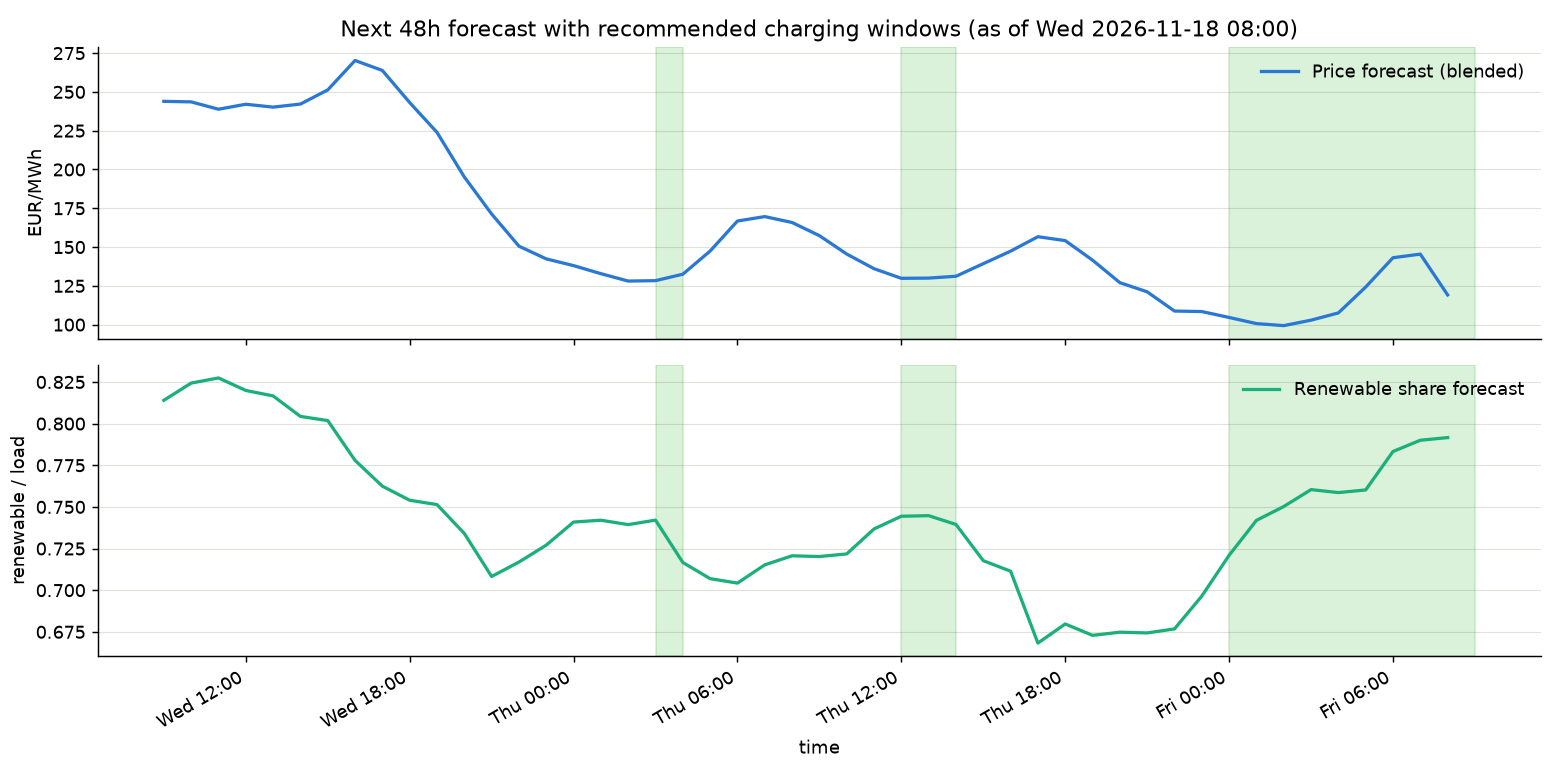 Next 48h forecast with recommended charging windows (as of Wed 2026-11-18 08:00)
275
250
225
200
175
150
125
100
EUR/MWh
Price forecast (blended)
0.825
0.800
0.775
0.750
0.725
0.700
0.675
renewable / load
Renewable share forecast
Wed 12:00
Wed 18:00
Thu 00:00
Thu 06:00
Thu 12:00
Thu 18:00
Fri 00:00
Fri 06:00
time